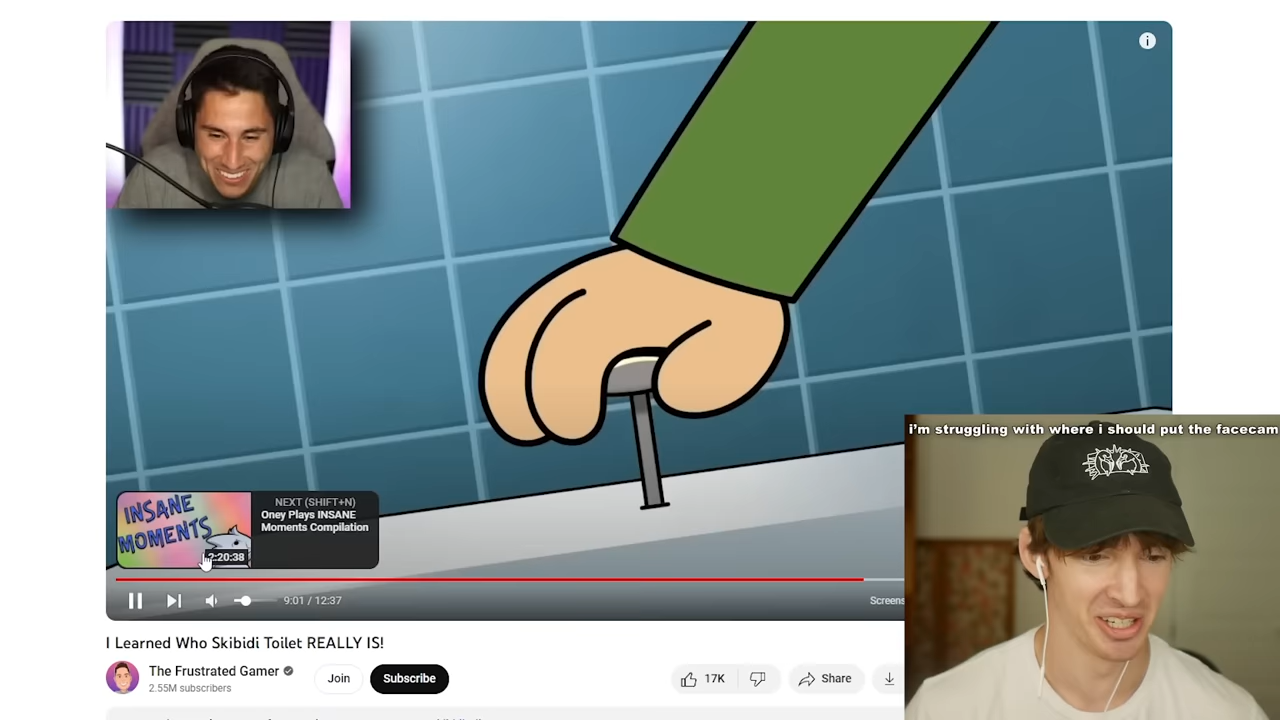 i'm struggling with where i should put the facecam
INSANE
MOMENTS
2:20:38
NEXT (SHIFT+N)
Oney Plays INSANE
Moments Compilation
9:01 / 12:37
Screens
I Learned Who Skibidi Toilet REALLY IS!
The Frustrated Gamer
2.55M subscribers
Join
Subscribe
17K
Share